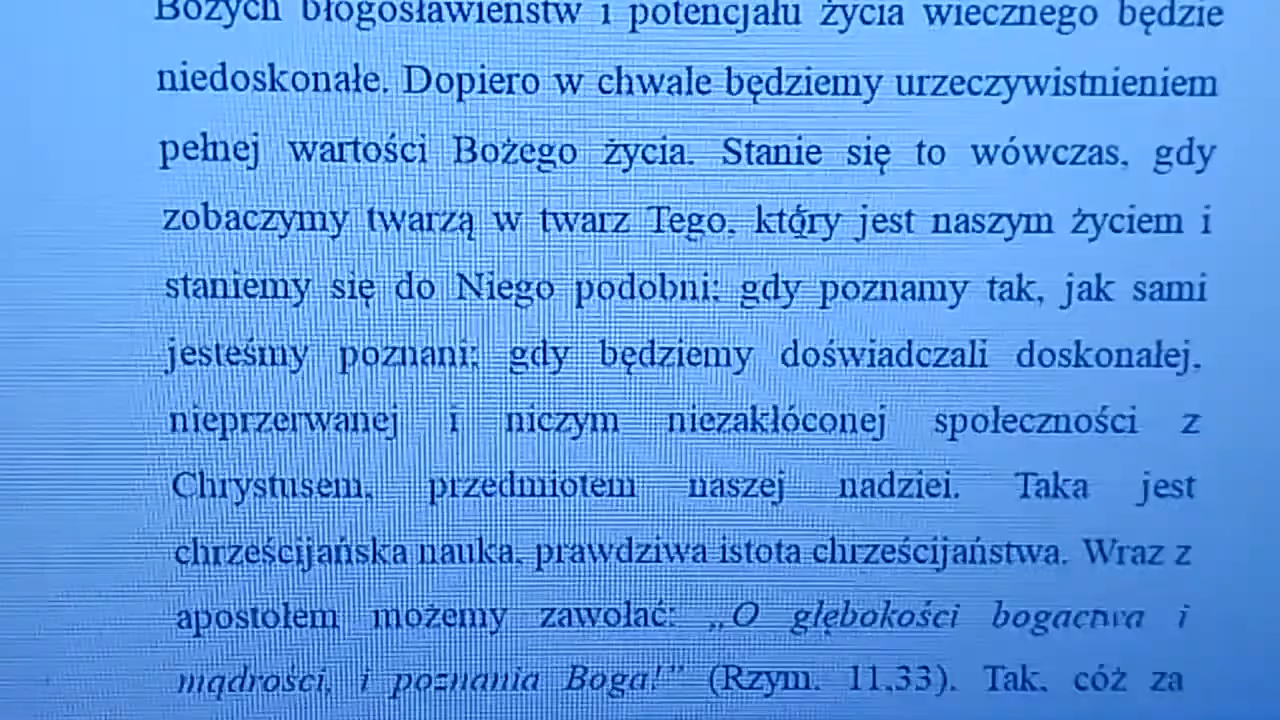 Bożych błogosławieństw i potencjału życia wiecznego będzie
niedoskonałe. Dopiero w chwale będziemy urzeczywistnieniem
pełnej wartości Bożego życia. Stanie się to wówczas, gdy
zobaczymy twarzą w twarz Tego, który jest naszym życiem i
staniemy się do Niego podobni; gdy poznamy tak, jak sami
jesteśmy poznani; gdy będziemy doświadczali doskonałej,
nieprzerwanej i niczym niezakłóconej społeczności z
Chrystusem, przedmiotem naszej nadziei. Taka jest
chrześcijańska nauka, prawdziwa istota chrześcijaństwa. Wraz z
apostołem możemy zawołać: „O głębokości bogactwa i
mądrości, i poznania Boga!” (Rzym. 11,33). Tak, cóż za